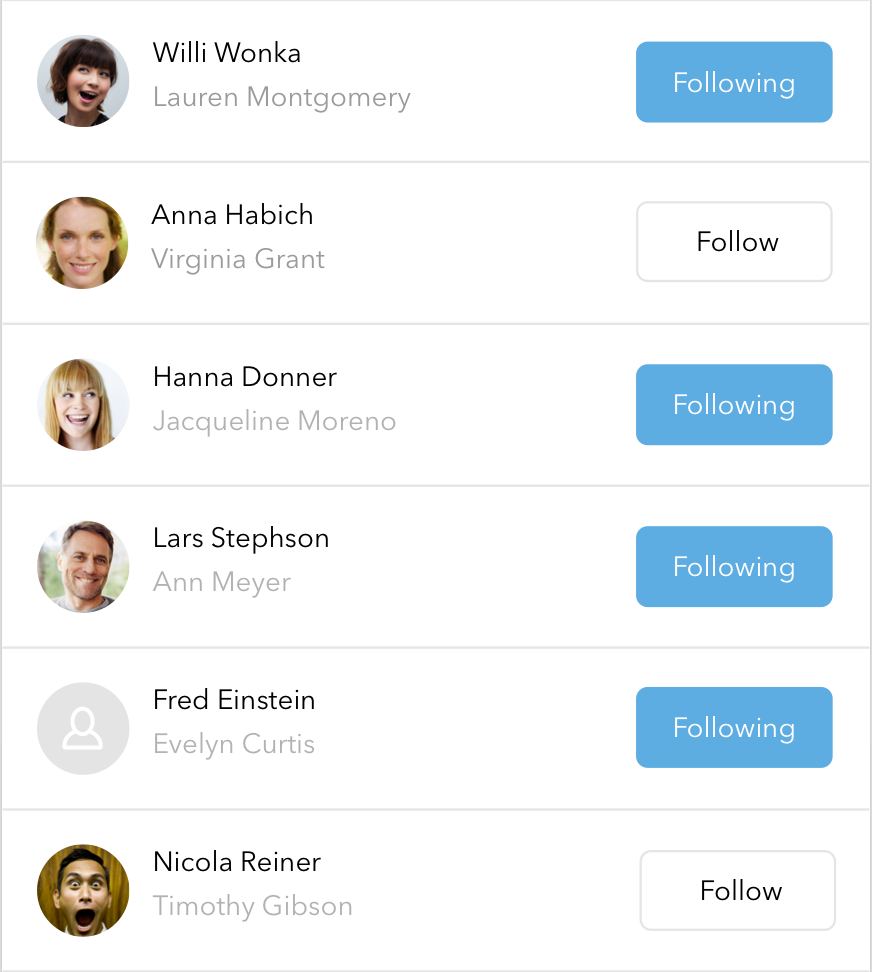 Willi Wonka
Lauren Montgomery
Following
Anna Habich
Virginia Grant
Follow
Hanna Donner
Jacqueline Moreno
Following
Lars Stephson
Ann Meyer
Following
Fred Einstein
Evelyn Curtis
Following
Nicola Reiner
Timothy Gibson
Follow